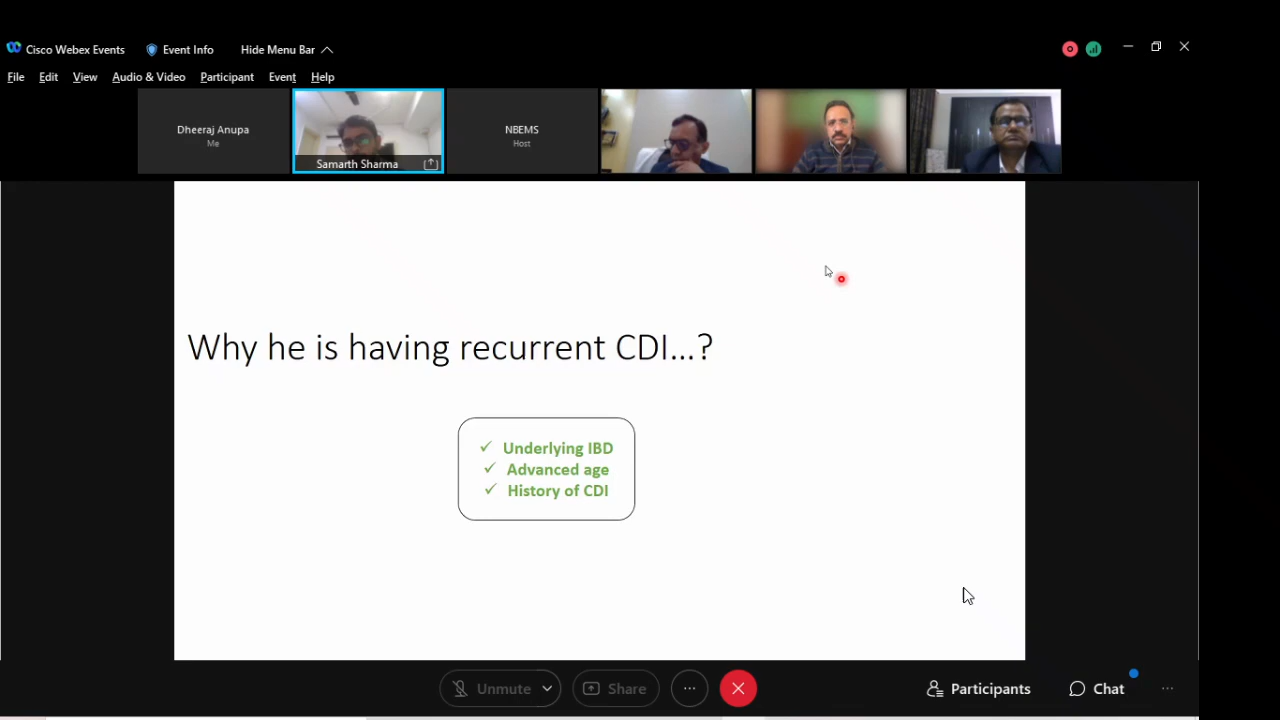 Cisco Webex Events
Event Info
Hide Menu Bar
File
Edit
View
Audio & Video
Participant
Event
Help
Dheeraj Anupa
Me
Samarth Sharma
NBEMS
Host
Why he is having recurrent CDI...?
✓ Underlying IBD
✓ Advanced age
✓ History of CDI
Unmute
Share
Participants
Chat